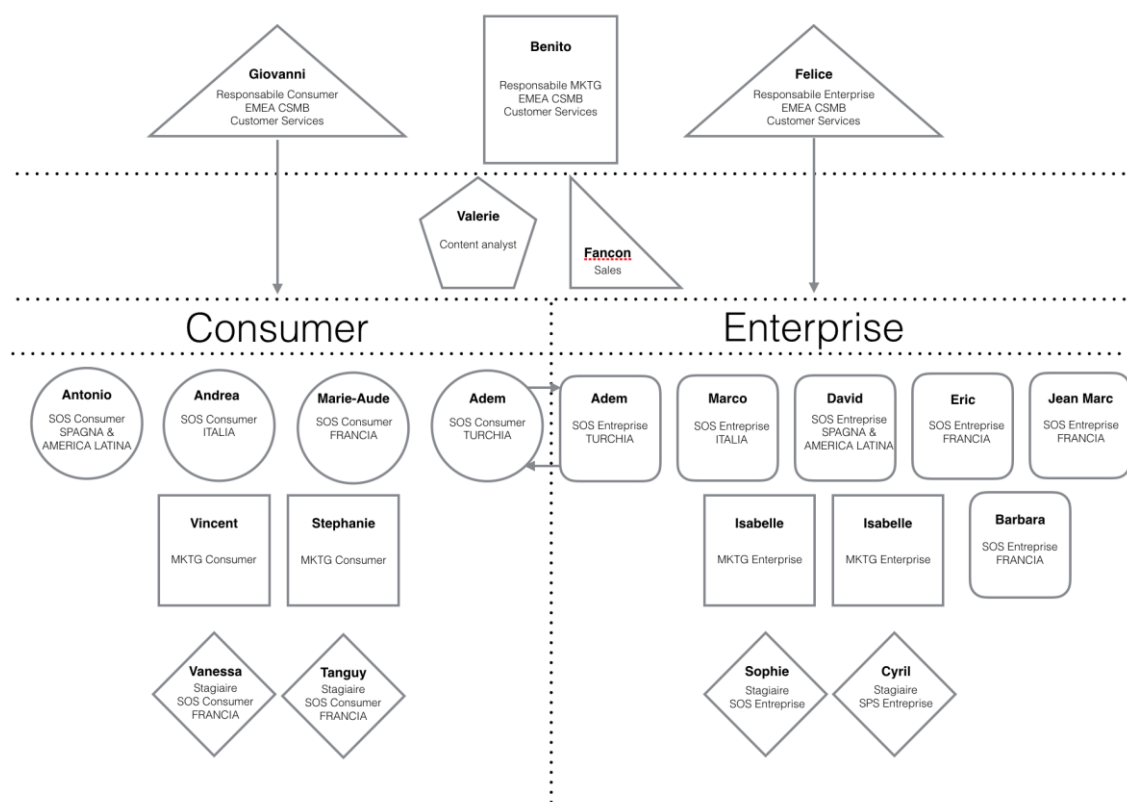 Giovanni
Responsabile Consumer
EMEA CSMB
Customer Services
Benito
Responsabile MKTG
EMEA CSMB
Customer Services
Felice
Responsabile Enterprise
EMEA CSMB
Customer Services
Valerie
Content analyst
Fancon
Sales
Consumer
Enterprise
Antonio
SOS Consumer
SPAGNA &
AMERICA LATINA
Andrea
SOS Consumer
ITALIA
Marie-Aude
SOS Consumer
FRANCIA
Adem
SOS Consumer
TURCHIA
Adem
SOS Entreprise
TURCHIA
Marco
SOS Entreprise
ITALIA
David
SOS Entreprise
SPAGNA &
AMERICA LATINA
Eric
SOS Entreprise
FRANCIA
Jean Marc
SOS Entreprise
FRANCIA
Vincent
MKTG Consumer
Stephanie
MKTG Consumer
Isabelle
MKTG Enterprise
Isabelle
MKTG Enterprise
Barbara
SOS Entreprise
FRANCIA
Vanessa
Stagiaire
SOS Consumer
FRANCIA
Tanguy
Stagiaire
SOS Consumer
FRANCIA
Sophie
Stagiaire
SOS Entreprise
Cyril
Stagiaire
SPS Entreprise